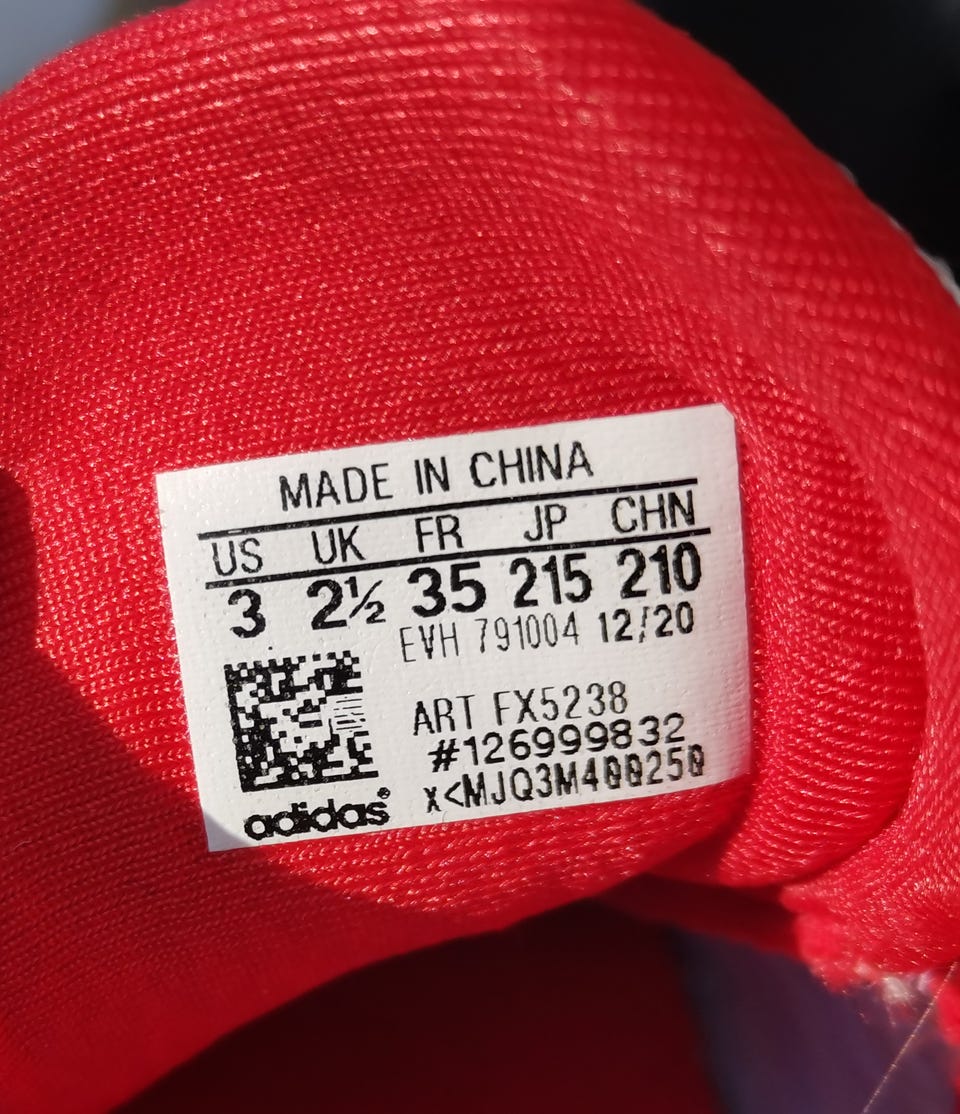 MADE IN CHINA
US UK FR JP CHN
3 2½ 35 215 210
EVH 791004 12/20
ART FX5238
#126999832
x<MJQ3M400250
adidas®